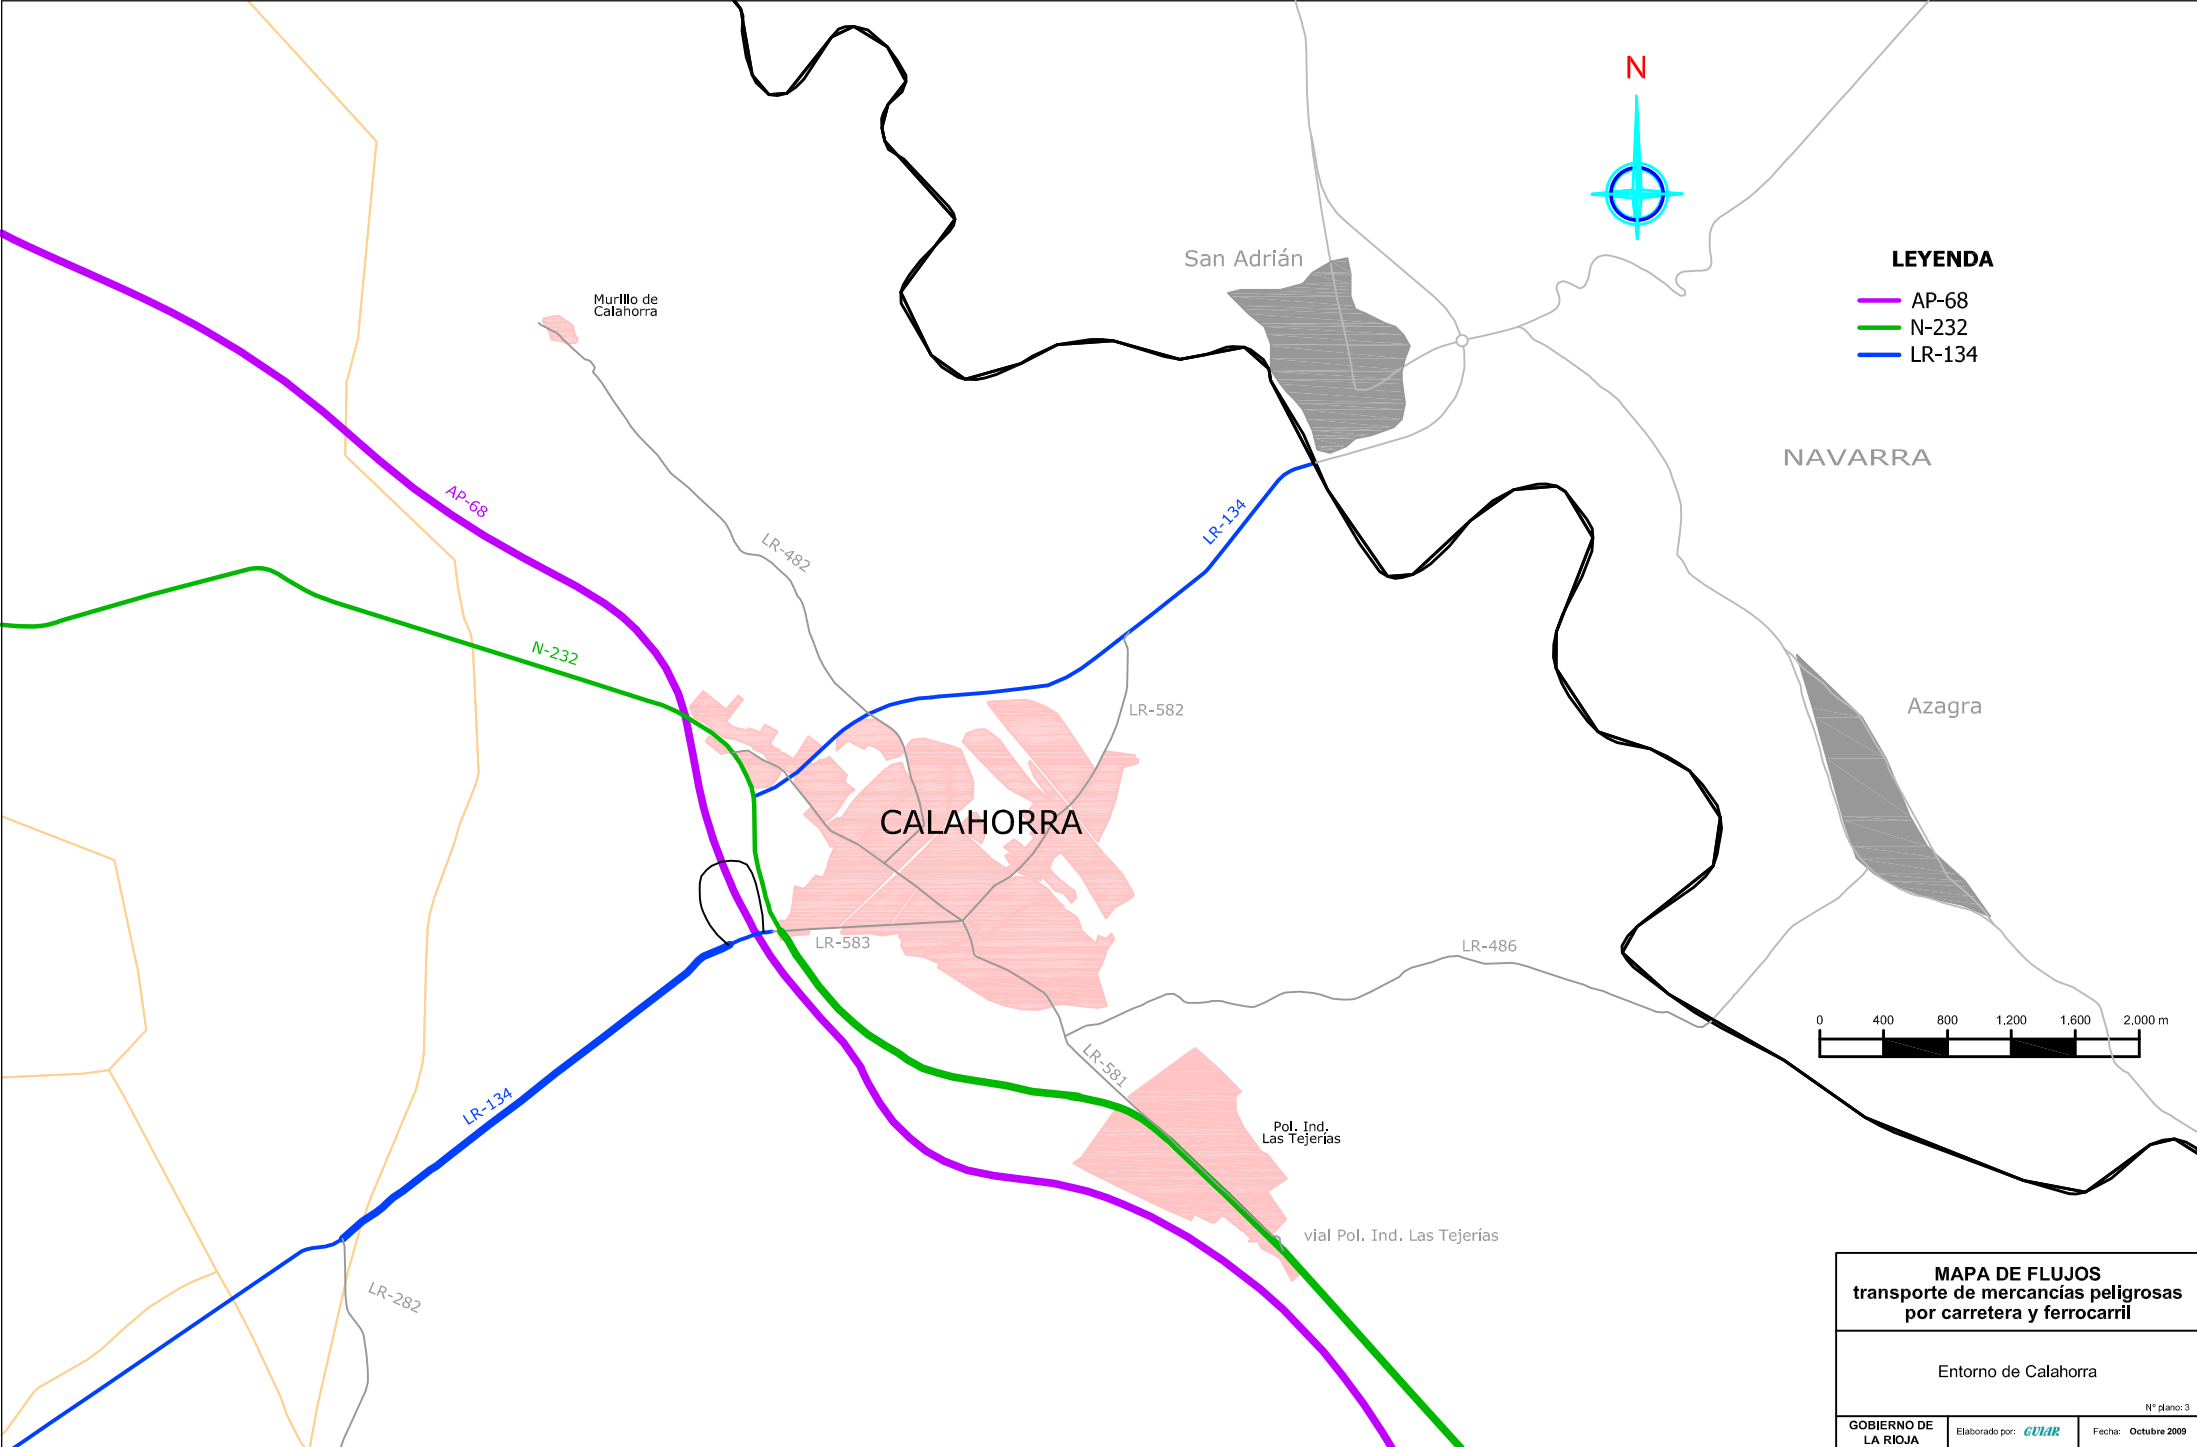 N
San Adrián
LEYENDA
AP-68
N-232
LR-134
Murillo de
Calahorra
NAVARRA
AP-68
LR-134
LR-482
N-232
Azagra
LR-582
CALAHORRA
LR-583
LR-486
0 400 800 1.200 1.600 2.000 m
LR-581
LR-134
Pol. Ind.
Las Tejerías
vial Pol. Ind. Las Tejerías
LR-282
MAPA DE FLUJOS
transporte de mercancías peligrosas
por carretera y ferrocarril
Entorno de Calahorra
Nº plano: 3
GOBIERNO DE
LA RIOJA
Elaborado por: GUIAR
Fecha: Octubre 2009